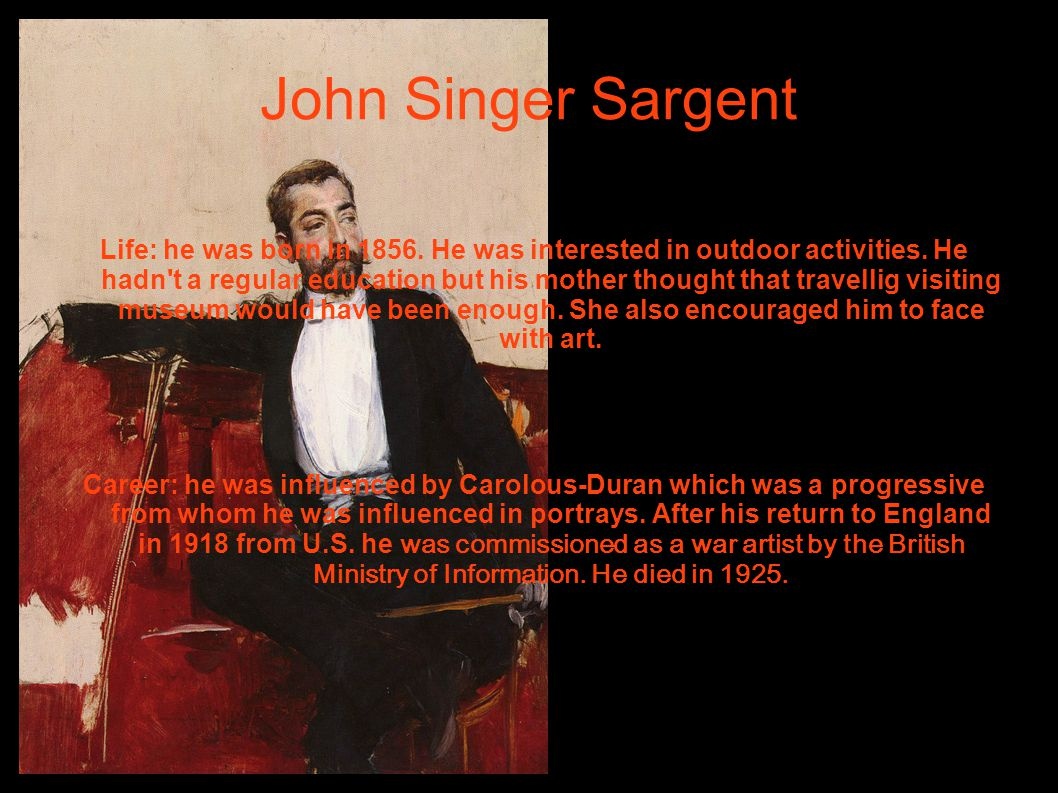 John Singer Sargent
Life: he was born in 1856. He was interested in outdoor activities. He
hadn't a regular education but his mother thought that travellig visiting
museum would have been enough. She also encouraged him to face
with art.
Career: he was influenced by Carolous-Duran which was a progressive
from whom he was influenced in portrays. After his return to England
in 1918 from U.S. he was commissioned as a war artist by the British
Ministry of Information. He died in 1925.